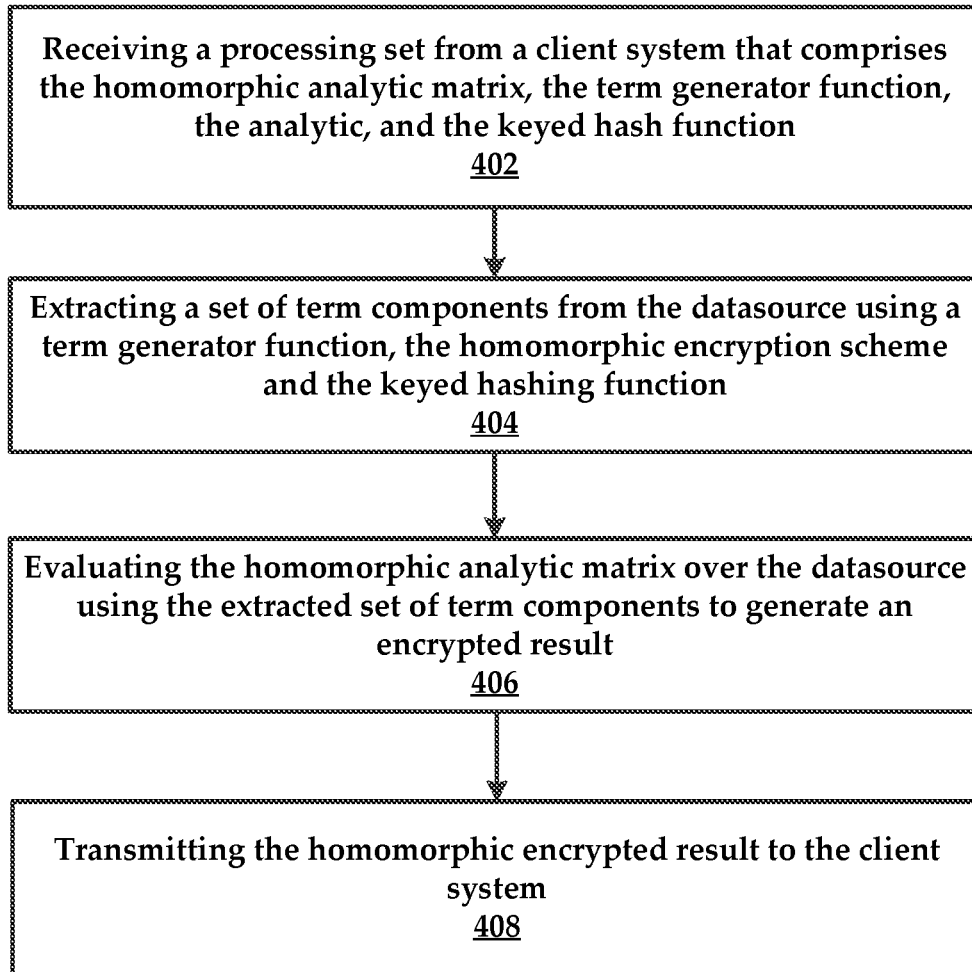 Receiving a processing set from a client system that comprises
the homomorphic analytic matrix, the term generator function,
the analytic, and the keyed hash function
402
Extracting a set of term components from the datasource using a
term generator function, the homomorphic encryption scheme
and the keyed hashing function
404
Evaluating the homomorphic analytic matrix over the datasource
using the extracted set of term components to generate an
encrypted result
406
Transmitting the homomorphic encrypted result to the client
system
408